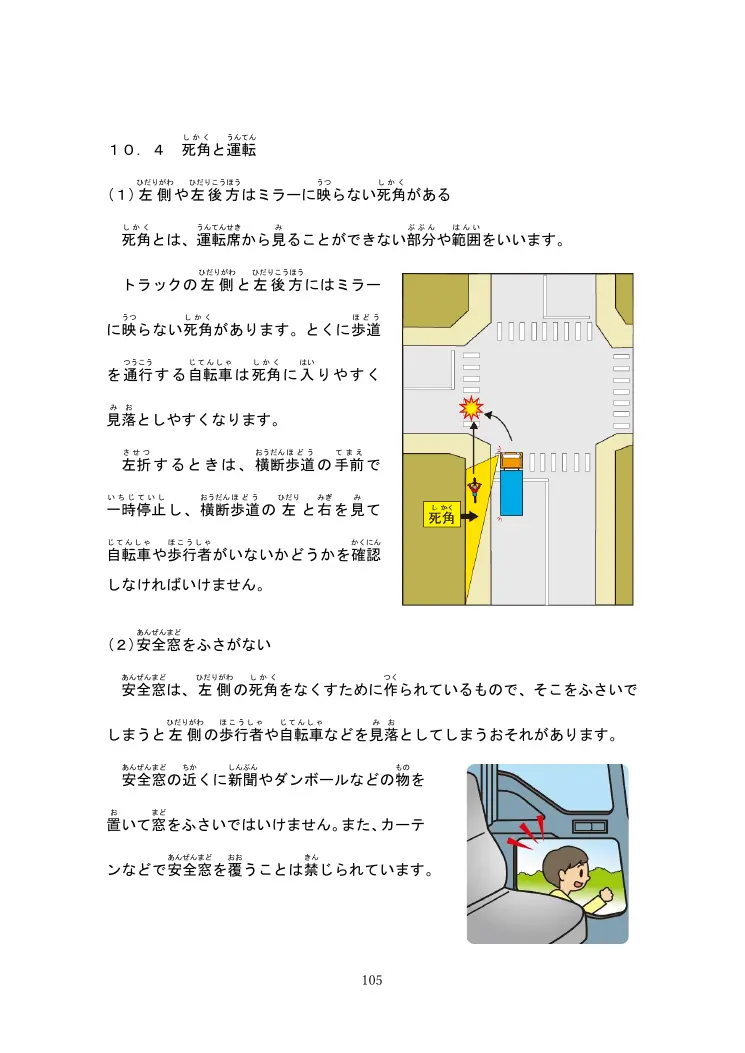 １０．４　死角と運転
（１）左側や左後方はミラーに映らない死角がある
死角とは、運転席から見ることができない部分や範囲をいいます。
トラックの左側と左後方にはミラー
に映らない死角があります。とくに歩道
を通行する自転車は死角に入りやすく
見落としやすくなります。
左折するときは、横断歩道の手前で
一時停止し、横断歩道の左と右を見て
自転車や歩行者がいないかどうかを確認
しなければいけません。
死角
（２）安全窓をふさがない
安全窓は、左側の死角をなくすために作られているもので、そこをふさいで
しまうと左側の歩行者や自転車などを見落としてしまうおそれがあります。
安全窓の近くに新聞やダンボールなどの物を
置いて窓をふさいではいけません。また、カーテ
ンなどで安全窓を覆うことは禁じられています。
105